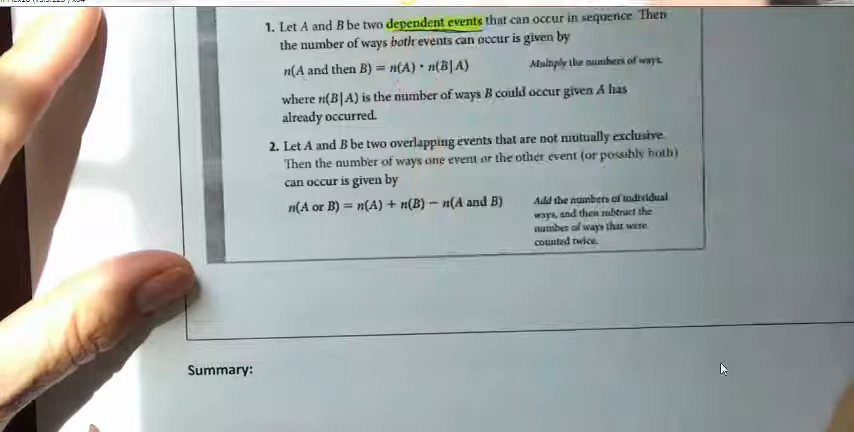 1. Let A and B be two dependent events that can occur in sequence. Then
the number of ways both events can occur is given by
n(A and then B) = n(A) · n(B|A) Multiply the numbers of ways.
where n(B|A) is the number of ways B could occur given A has
already occurred.
2. Let A and B be two overlapping events that are not mutually exclusive.
Then the number of ways one event or the other event (or possibly both)
can occur is given by
n(A or B) = n(A) + n(B) − n(A and B) Add the numbers of individual
ways, and then subtract the
number of ways that were
counted twice.
Summary: